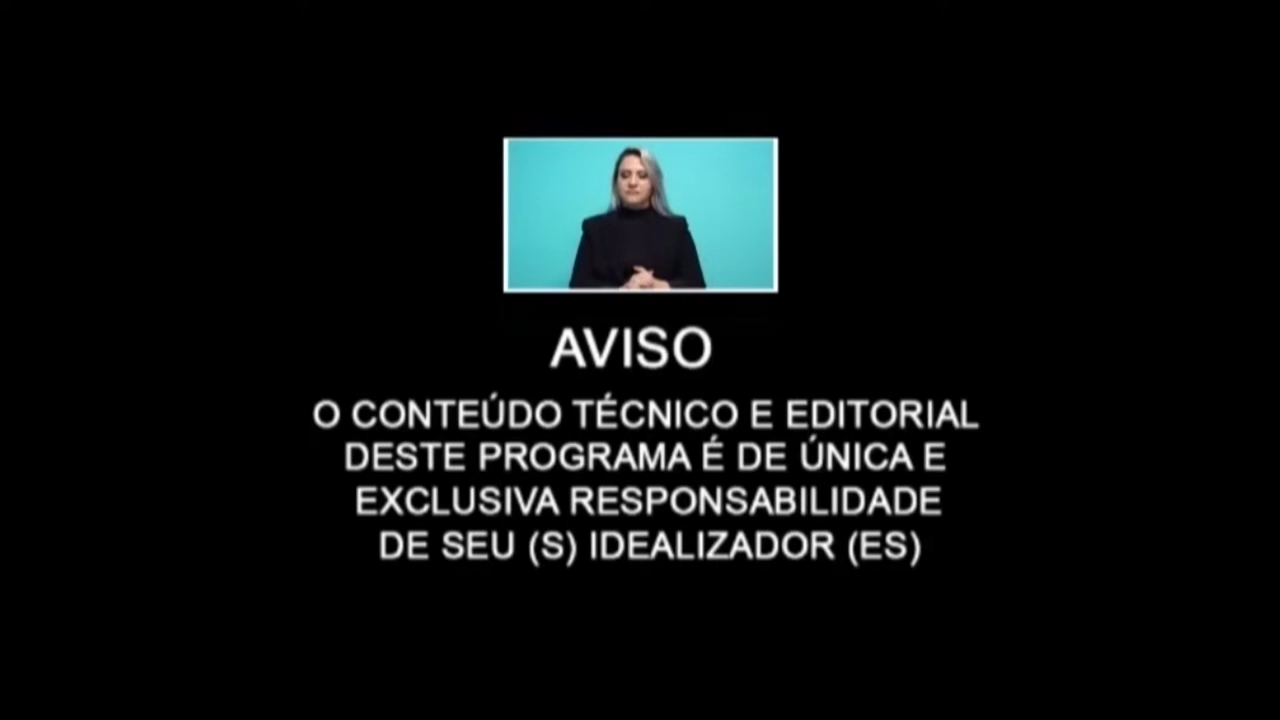 AVISO
O CONTEÚDO TÉCNICO E EDITORIAL
DESTE PROGRAMA É DE ÚNICA E
EXCLUSIVA RESPONSABILIDADE
DE SEU (S) IDEALIZADOR (ES)